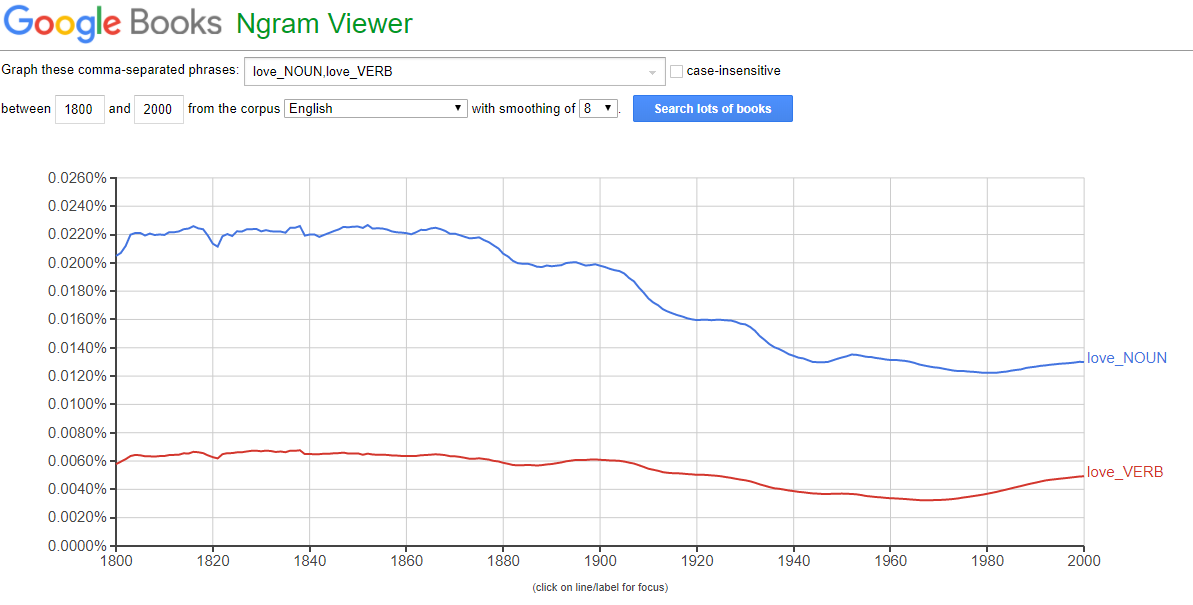 Google Books Ngram Viewer
Graph these comma-separated phrases: love_NOUN,love_VERB case-insensitive
between 1800 and 2000 from the corpus English with smoothing of 8 . Search lots of books
0.0260%
0.0240%
0.0220%
0.0200%
0.0180%
0.0160%
0.0140%
love_NOUN
0.0120%
0.0100%
0.0080%
0.0060%
love_VERB
0.0040%
0.0020%
0.0000%
1800 1820 1840 1860 1880 1900 1920 1940 1960 1980 2000
(click on line/label for focus)